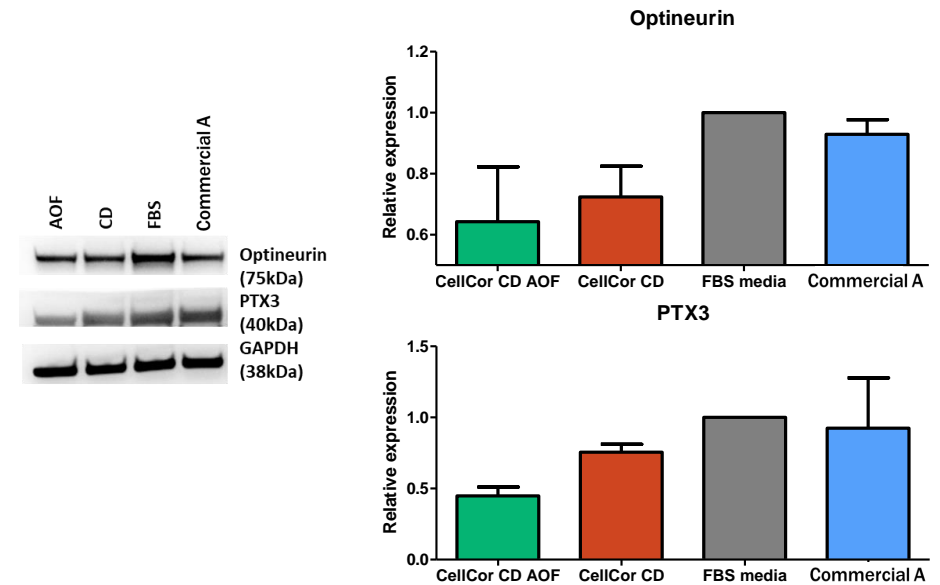 AOF
CD
FBS
Commercial A
Optineurin
(75kDa)
PTX3
(40kDa)
GAPDH
(38kDa)
Optineurin
Relative expression
1.2
1.0
0.8
0.6
CellCor CD AOF
CellCor CD
FBS media
Commercial A
PTX3
Relative expression
1.5
1.0
0.5
0.0
CellCor CD AOF
CellCor CD
FBS media
Commercial A